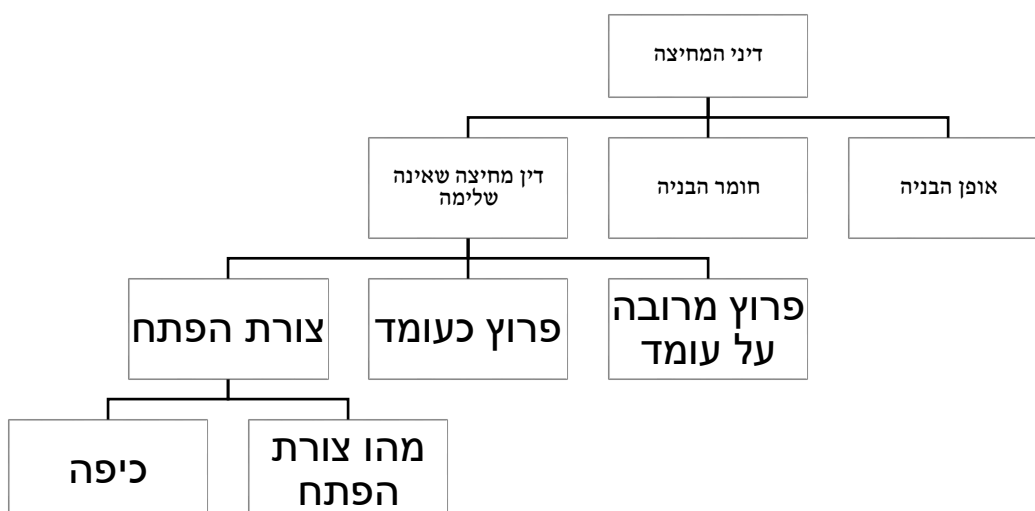 דיני המחיצה
אופן הבניה
חומר הבניה
דין מחיצה שאינה
שלימה
פרוץ מרובה
על עומד
פרוץ כעומד
צורת הפתח
מהו צורת
הפתח
כיפה